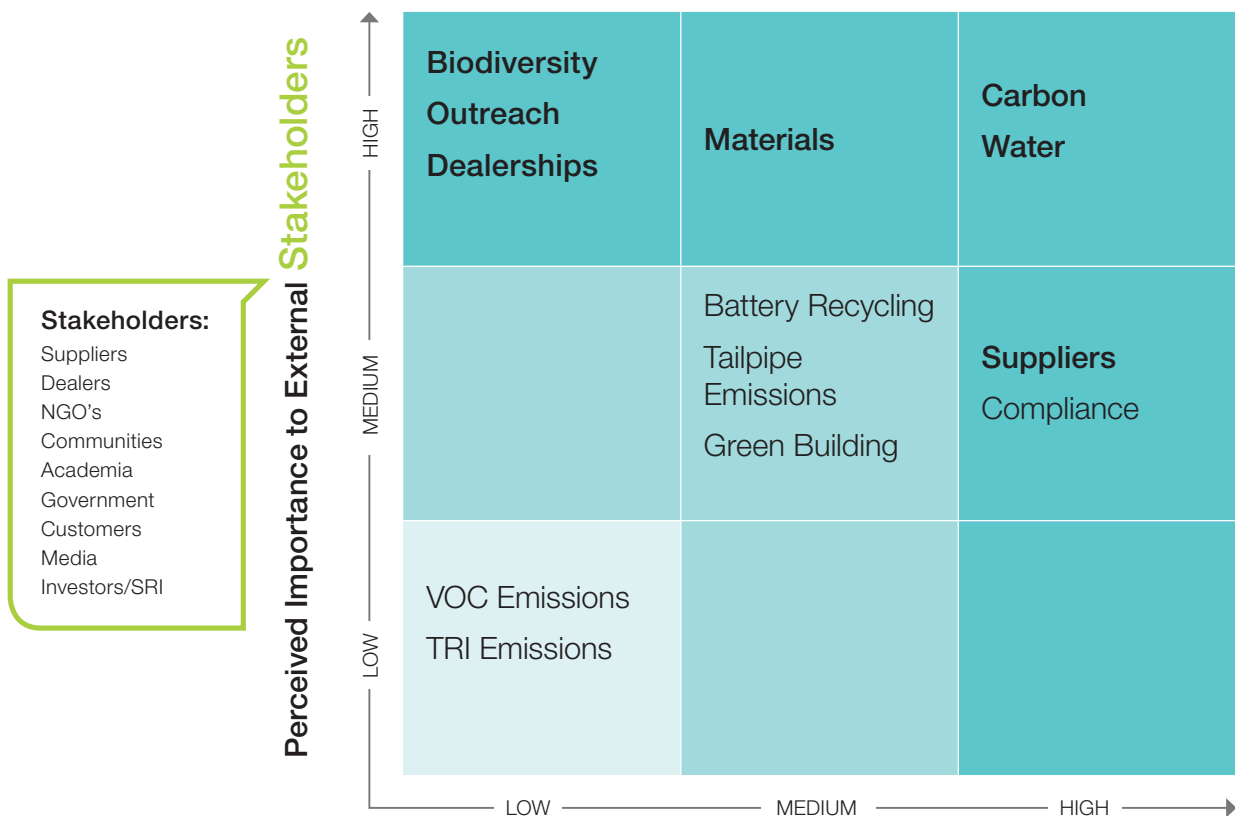 Perceived Importance to External Stakeholders
Stakeholders:
Suppliers
Dealers
NGO's
Communities
Academia
Government
Customers
Media
Investors/SRI
HIGH
MEDIUM
LOW
Biodiversity
Outreach
Dealerships
Materials
Carbon
Water
Battery Recycling
Tailpipe
Emissions
Green Building
Suppliers
Compliance
VOC Emissions
TRI Emissions
LOW
MEDIUM
HIGH